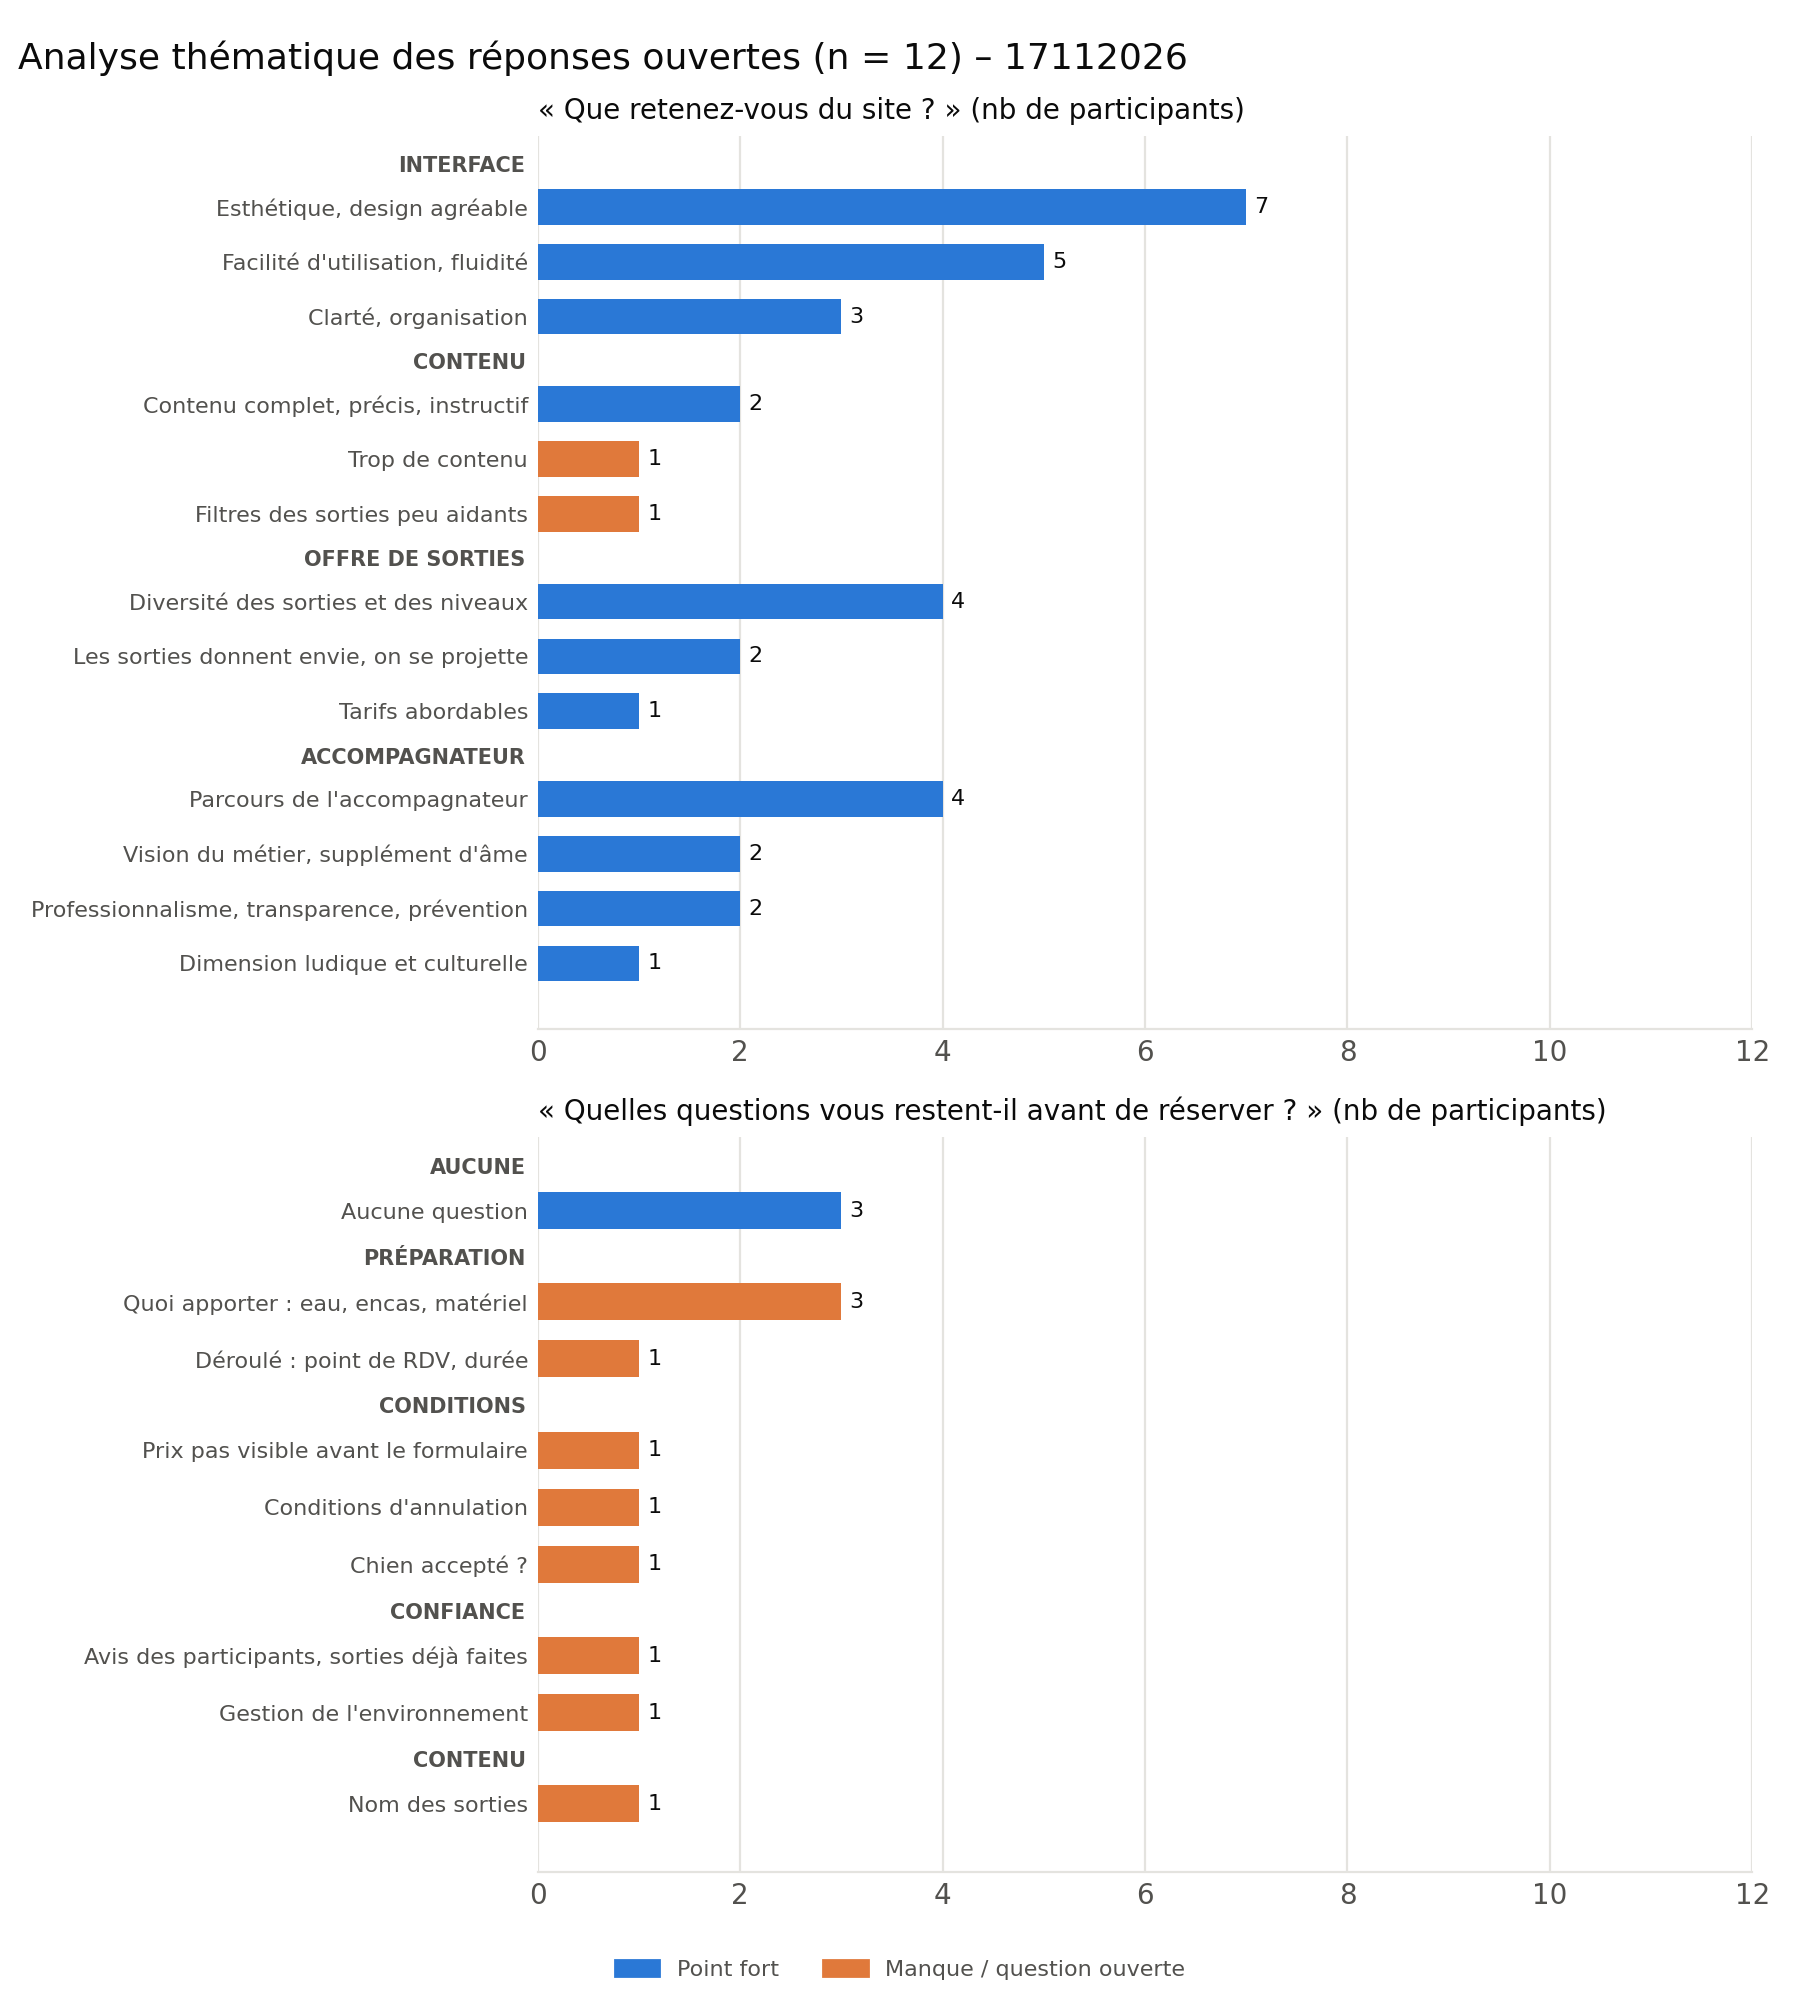 Analyse thématique des réponses ouvertes (n = 12) – 17112026
« Que retenez-vous du site ? » (nb de participants)
INTERFACE
Esthétique, design agréable 7
Facilité d'utilisation, fluidité 5
Clarté, organisation 3
CONTENU
Contenu complet, précis, instructif 2
Trop de contenu 1
Filtres des sorties peu aidants 1
OFFRE DE SORTIES
Diversité des sorties et des niveaux 4
Les sorties donnent envie, on se projette 2
Tarifs abordables 1
ACCOMPAGNATEUR
Parcours de l'accompagnateur 4
Vision du métier, supplément d'âme 2
Professionnalisme, transparence, prévention 2
Dimension ludique et culturelle 1
0 2 4 6 8 10 12
« Quelles questions vous restent-il avant de réserver ? » (nb de participants)
AUCUNE
Aucune question 3
PRÉPARATION
Quoi apporter : eau, encas, matériel 3
Déroulé : point de RDV, durée 1
CONDITIONS
Prix pas visible avant le formulaire 1
Conditions d'annulation 1
Chien accepté ? 1
CONFIANCE
Avis des participants, sorties déjà faites 1
Gestion de l'environnement 1
CONTENU
Nom des sorties 1
0 2 4 6 8 10 12
Point fort Manque / question ouverte